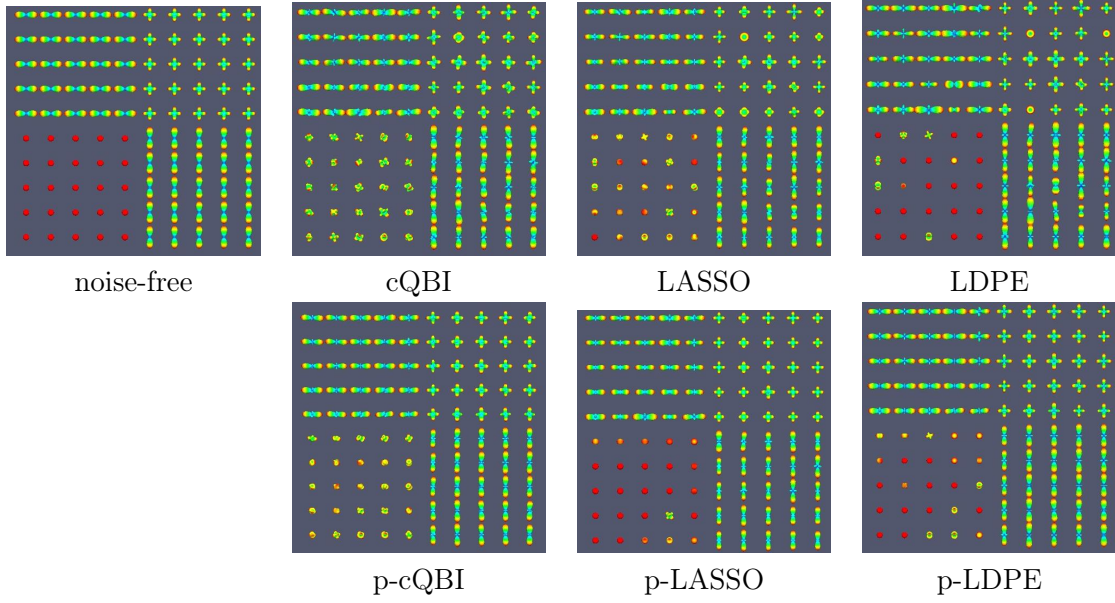 noise-free
cQBI
LASSO
LDPE
p-cQBI
p-LASSO
p-LDPE